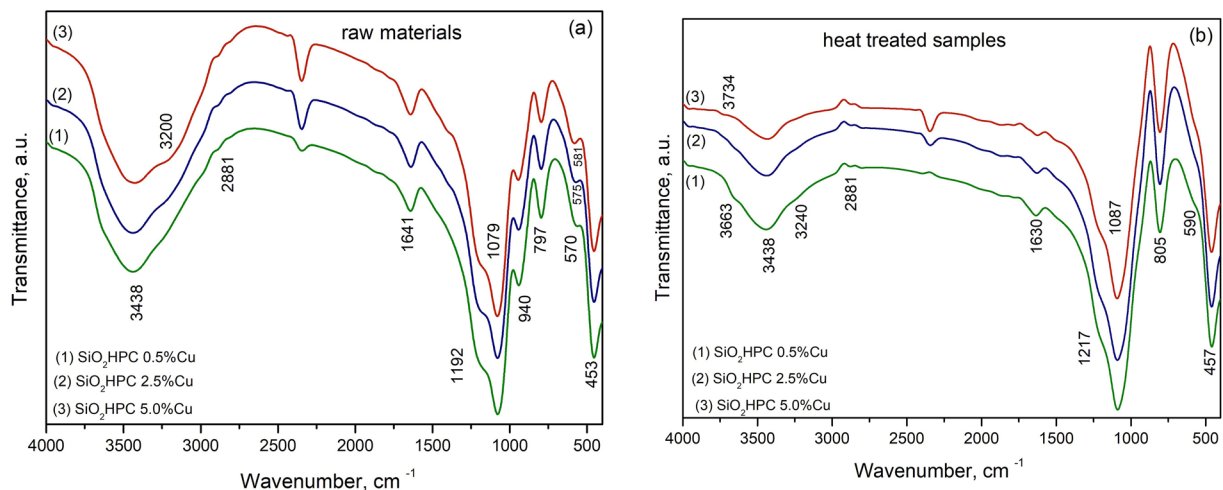 (a)
raw materials
(3)
(2)
(1)
3200
2881
3438
1641
1192
1079
940
797
581
575
570
453
(1) SiO₂HPC 0.5%Cu
(2) SiO₂HPC 2.5%Cu
(3) SiO₂HPC 5.0%Cu
Transmittance, a.u.
4000 3500 3000 2500 2000 1500 1000 500
Wavenumber, cm ⁻¹
(b)
heat treated samples
3734
(3)
(2)
(1)
3663
3438
3240
2881
1630
1217
1087
805
590
457
(1) SiO₂HPC 0.5%Cu
(2) SiO₂HPC 2.5%Cu
(3) SiO₂HPC 5.0%Cu
Transmittance, a.u.
4000 3500 3000 2500 2000 1500 1000 500
Wavenumber, cm ⁻¹